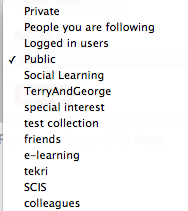 Private
People you are following
Logged in users
✓ Public
Social Learning
TerryAndGeorge
special interest
test collection
friends
e-learning
tekri
SCIS
colleagues